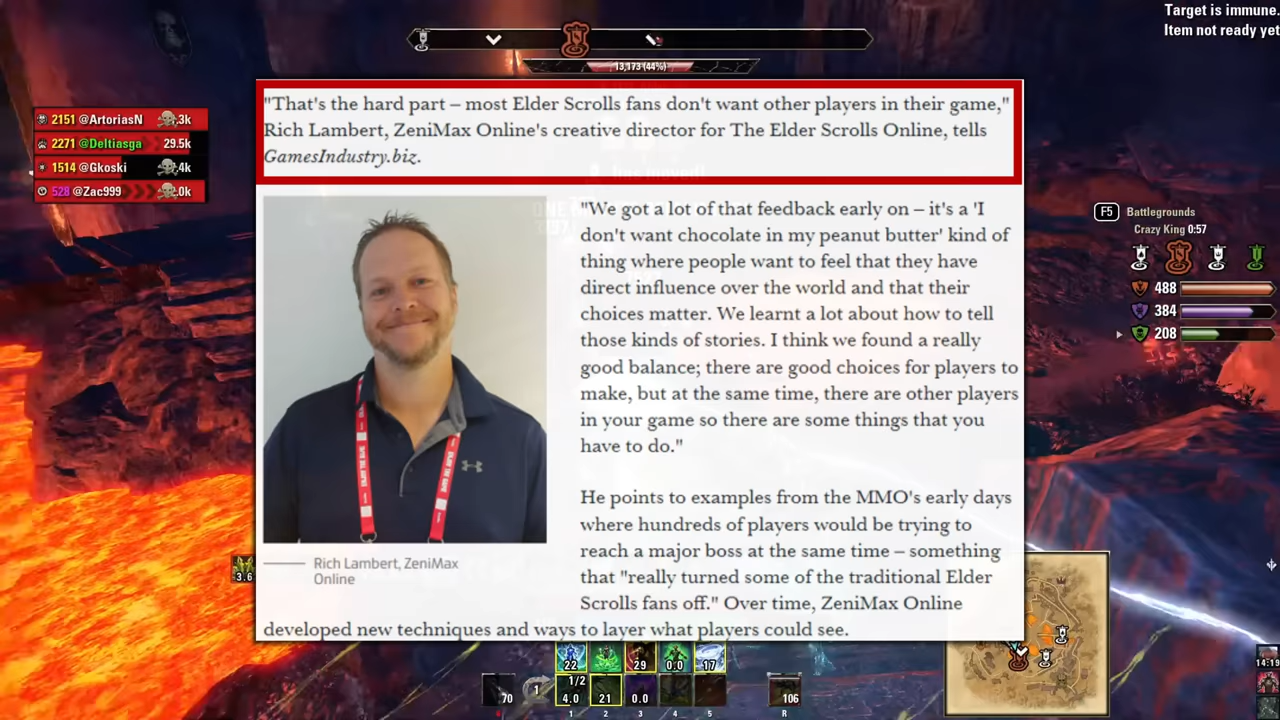 Target is immune.
Item not ready yet
13,173 (44%)
2151 @ArtoriasN 3k
2271 @Deltiasga 29.5k
1514 @Gkoski 4k
528 @Zac999 0k
"That's the hard part – most Elder Scrolls fans don't want other players in their game,"
Rich Lambert, ZeniMax Online's creative director for The Elder Scrolls Online, tells
GamesIndustry.biz.
"We got a lot of that feedback early on – it's a 'I
don't want chocolate in my peanut butter' kind of
thing where people want to feel that they have
direct influence over the world and that their
choices matter. We learnt a lot about how to tell
those kinds of stories. I think we found a really
good balance; there are good choices for players to
make, but at the same time, there are other players
in your game so there are some things that you
have to do."
He points to examples from the MMO's early days
where hundreds of players would be trying to
reach a major boss at the same time – something
that "really turned some of the traditional Elder
Scrolls fans off." Over time, ZeniMax Online
developed new techniques and ways to layer what players could see.
Rich Lambert, ZeniMax
Online
F5 Battlegrounds
Crazy King 0:57
488
384
208
3.6
22 29 0.0 17
70 1 1/2 4.0 21 0.0 106
1 2 3 4 5 R
14:19